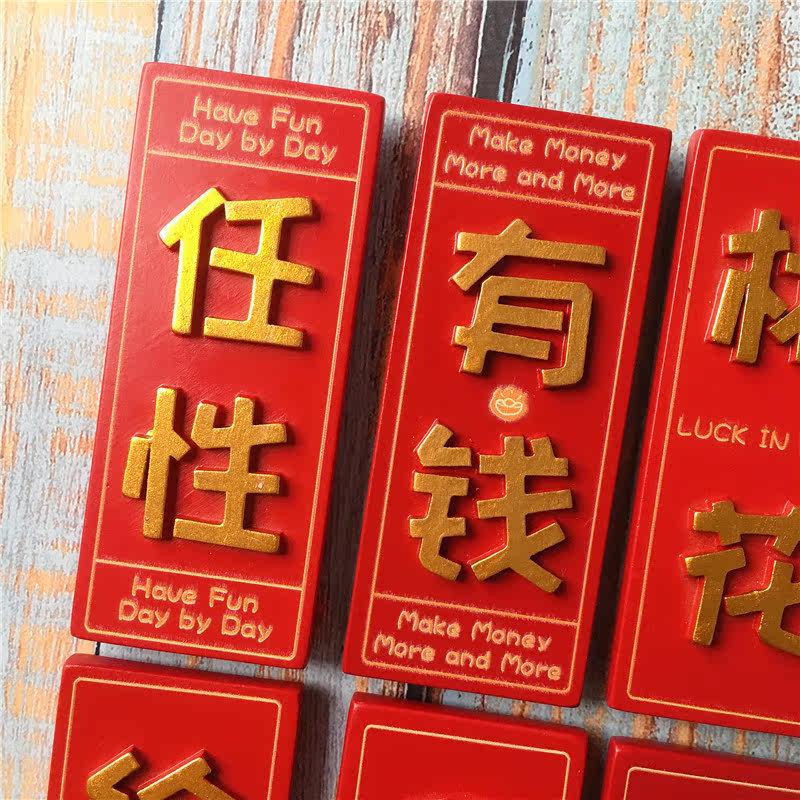 Have Fun
Day by Day
任
性
Have Fun
Day by Day
Make Money
More and More
有
钱
Make Money
More and More
LUCK IN
花